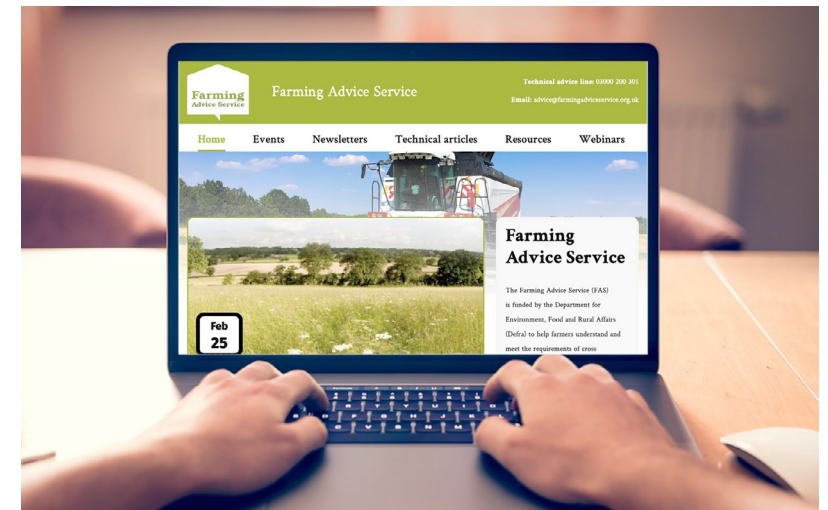 Farming
Advice Service
Farming Advice Service
Technical advice line: 03000 200 301
Email: advice@farmingadviceservice.org.uk
Home Events Newsletters Technical articles Resources Webinars
Feb
25
Farming
Advice Service
The Farming Advice Service (FAS)
is funded by the Department for
Environment, Food and Rural Affairs
(Defra) to help farmers understand and
meet the requirements of cross